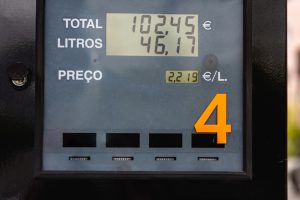 TOTAL 102,45 €
LITROS 46,17
PREÇO 2,219 €/L.
4